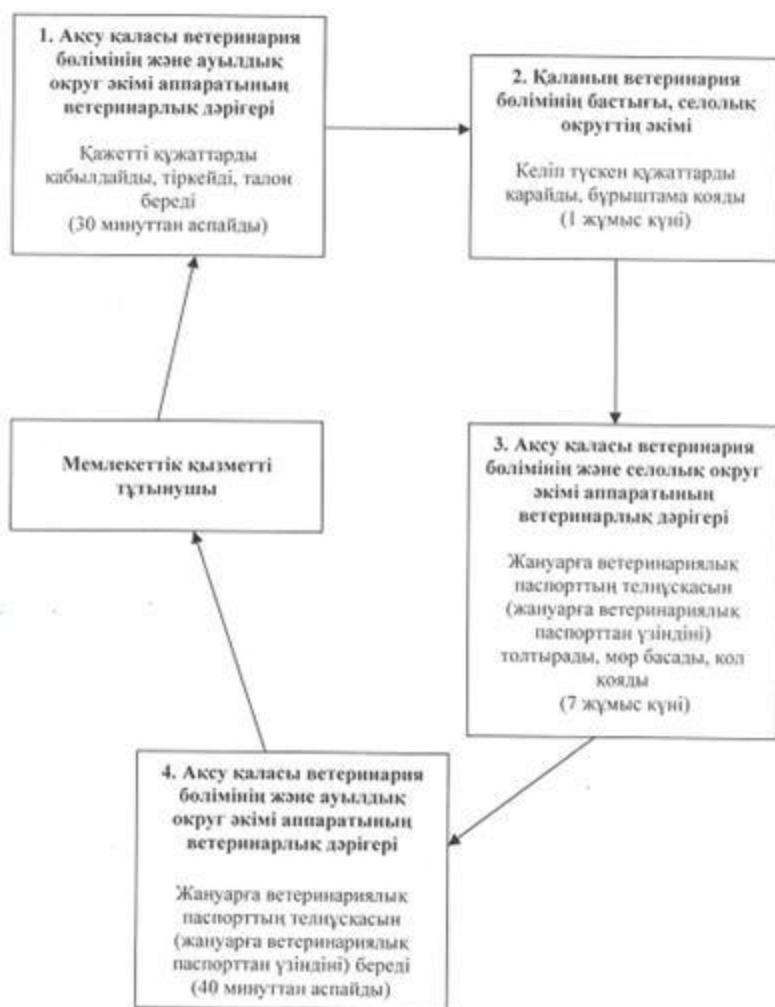 1. Ақсу қаласы ветеринария
бөлімінің және ауылдық
округ әкімі аппаратының
ветеринарлық дәрігері
Қажетті құжаттарды
қабылдайды, тіркейді, талон
береді
(30 минуттан аспайды)
2. Қаланың ветеринария
бөлімінің бастығы, селолық
округтің әкімі
Келіп түскен құжаттарды
қарайды, бұрыштама қояды
(1 жұмыс күні)
Мемлекеттік қызметті
тұтынушы
3. Ақсу қаласы ветеринария
бөлімінің және селолық округ
әкімі аппаратының
ветеринарлық дәрігері
Жануарға ветеринариялық
паспорттың телнұсқасын
(жануарға ветеринариялық
паспорттан үзіндіні)
толтырады, мөр басады, қол
қояды
(7 жұмыс күні)
4. Ақсу қаласы ветеринария
бөлімінің және ауылдық
округ әкімі аппаратының
ветеринарлық дәрігері
Жануарға ветеринариялық
паспорттың телнұсқасын
(жануарға ветеринариялық
паспорттан үзіндіні) береді
(40 минуттан аспайды)